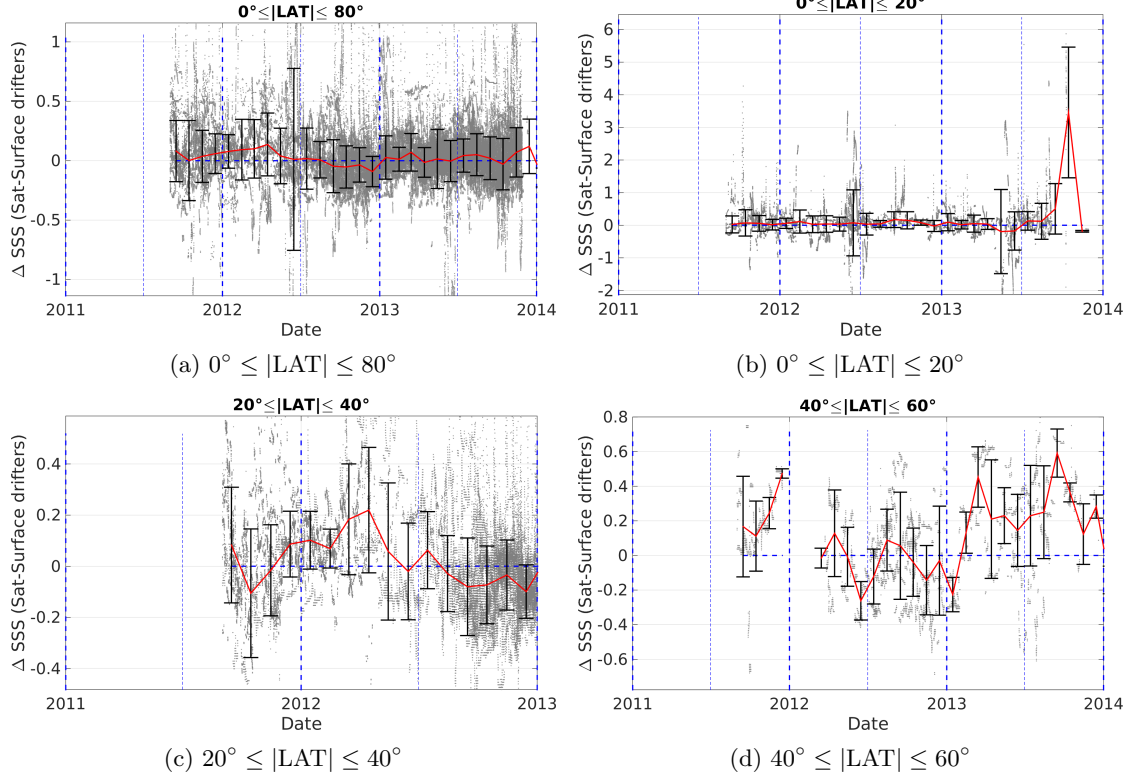 0°≤|LAT|≤ 80°
Δ SSS (Sat-Surface drifters)
1
0.5
0
-0.5
-1
2011
2012
2013
2014
Date
(a) 0° ≤ |LAT| ≤ 80°
0°≤|LAT|≤ 20°
Δ SSS (Sat-Surface drifters)
6
5
4
3
2
1
0
-1
-2
2011
2012
2013
2014
Date
(b) 0° ≤ |LAT| ≤ 20°
20°≤|LAT|≤ 40°
Δ SSS (Sat-Surface drifters)
0.4
0.2
0
-0.2
-0.4
2011
2012
2013
Date
(c) 20° ≤ |LAT| ≤ 40°
40°≤|LAT|≤ 60°
Δ SSS (Sat-Surface drifters)
0.8
0.6
0.4
0.2
0
-0.2
-0.4
-0.6
2011
2012
2013
2014
Date
(d) 40° ≤ |LAT| ≤ 60°